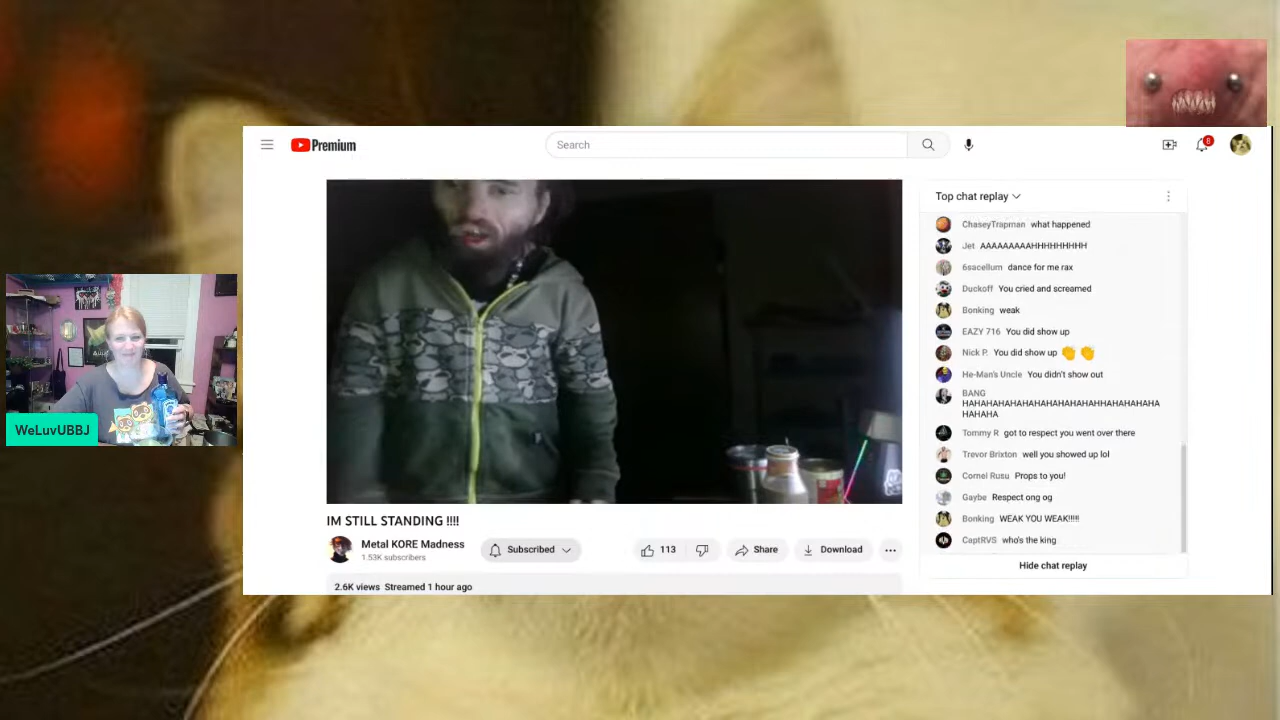 Premium
Search
8
Top chat replay
ChaseyTrapman what happened
Jet AAAAAAAAAHHHHHHHHH
6sacellum dance for me rax
Duckoff You cried and screamed
Bonking weak
EAZY 716 You did show up
Nick P. You did show up 👏 👏
He-Man's Uncle You didn't show out
BANG
HAHAHAHAHAHAHAHAHAHAHHAHAHAHAHA
HAHAHA
Tommy R got to respect you went over there
Trevor Brixton well you showed up lol
Cornel Rusu Props to you!
Gaybe Respect ong og
Bonking WEAK YOU WEAK!!!!!
CaptRVS who's the king
Hide chat replay
WeLuvUBBJ
IM STILL STANDING !!!!
Metal KORE Madness
1.53K subscribers
Subscribed
113
Share
Download
2.6K views Streamed 1 hour ago